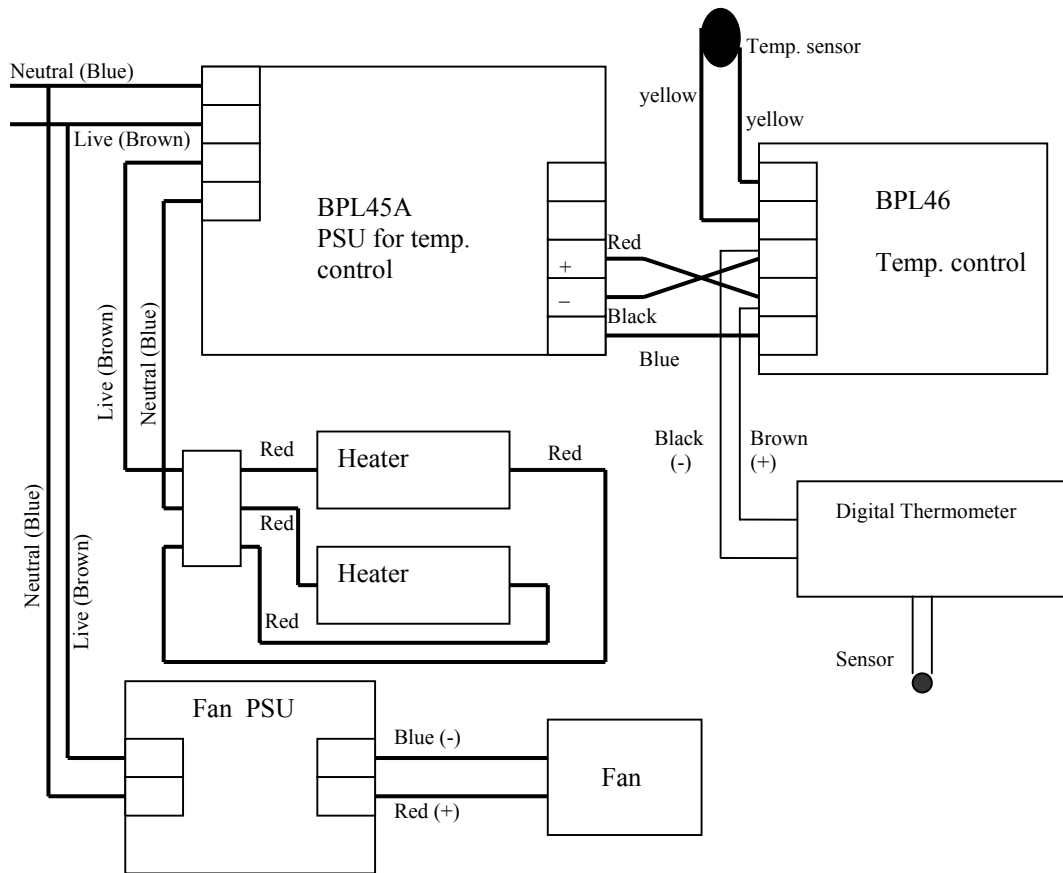 Neutral (Blue)
Live (Brown)
BPL45A
PSU for temp.
control
+
–
Red
Black
Blue
Temp. sensor
yellow
yellow
BPL46
Temp. control
Black
(-)
Brown
(+)
Digital Thermometer
Sensor
Live (Brown)
Neutral (Blue)
Neutral (Blue)
Live (Brown)
Red
Heater
Red
Red
Heater
Red
Fan PSU
Blue (-)
Red (+)
Fan